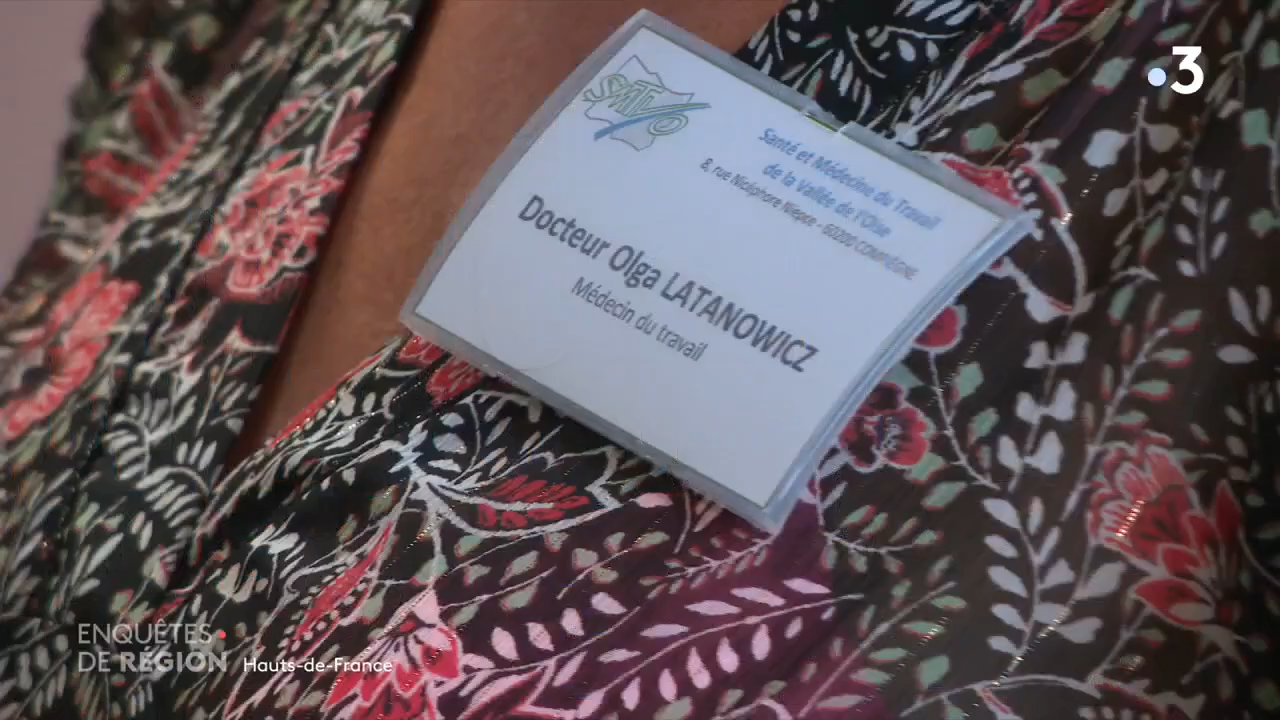 3
SMTVO
Santé et Médecine du Travail
de la Vallée de l'Oise
8, rue Nicéphore Niepce - 60200 COMPIEGNE
Docteur Olga LATANOWICZ
Médecin du travail
ENQUÊTES
DE RÉGION Hauts-de-France